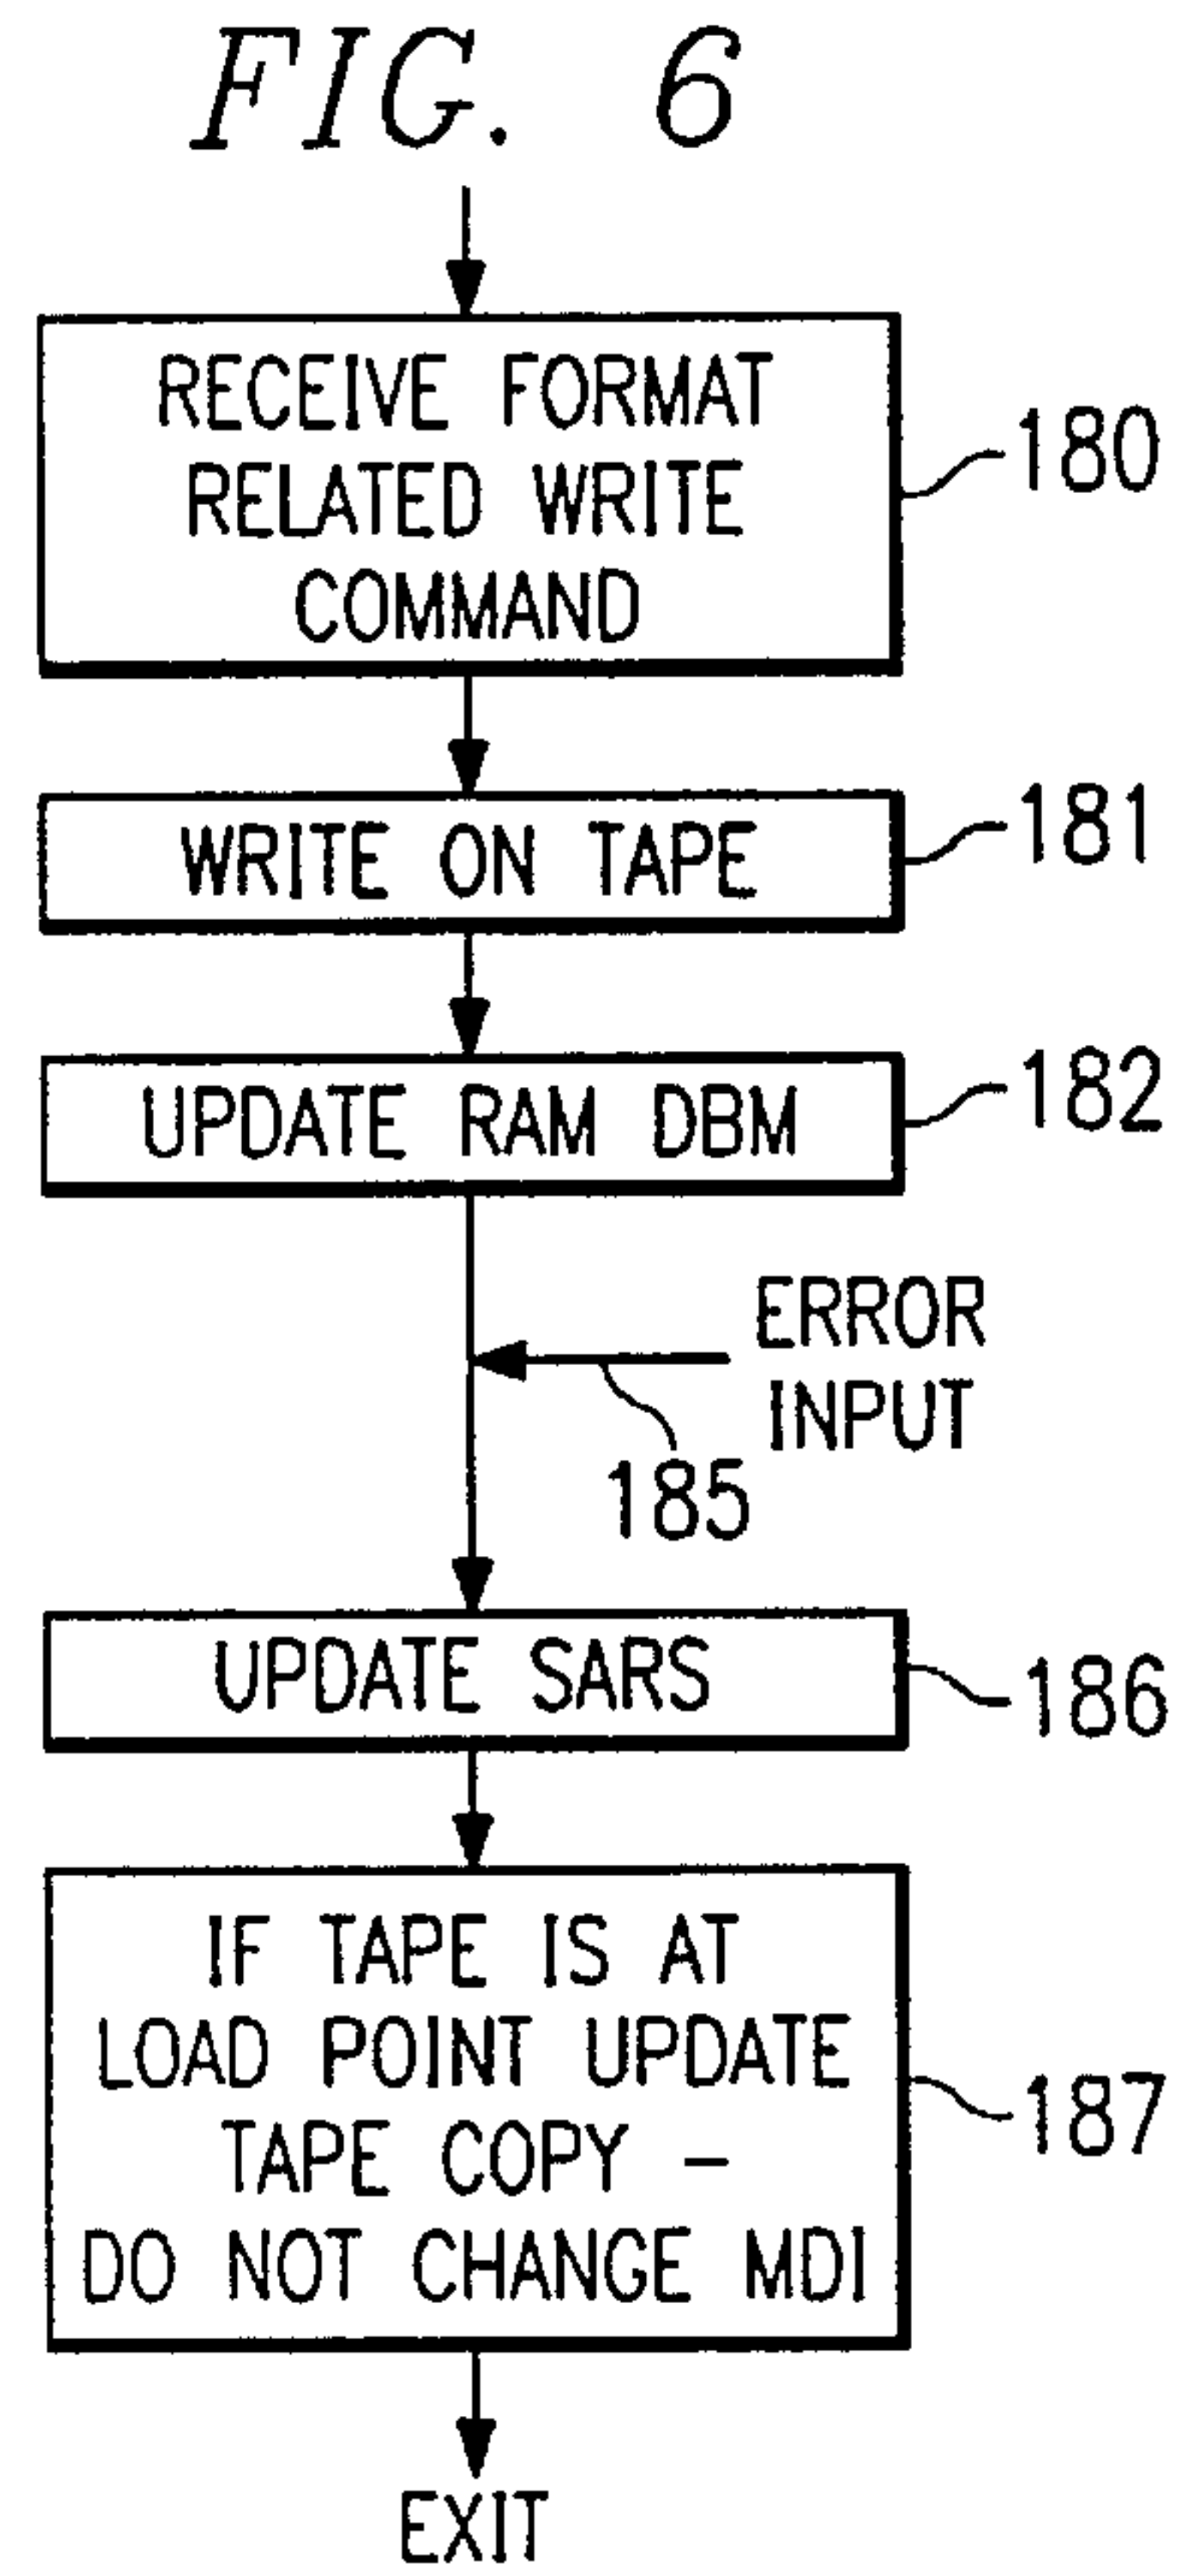 FIG. 6
RECEIVE FORMAT
RELATED WRITE
COMMAND
180
WRITE ON TAPE
181
UPDATE RAM DBM
182
ERROR
INPUT
185
UPDATE SARS
186
IF TAPE IS AT
LOAD POINT UPDATE
TAPE COPY –
DO NOT CHANGE MDI
187
EXIT